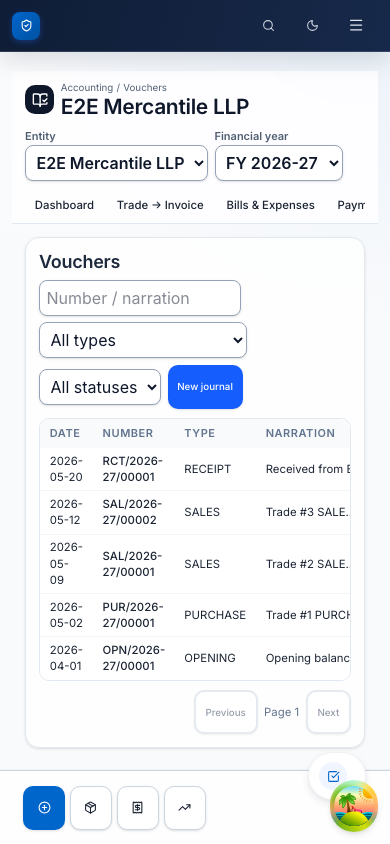 Accounting / Vouchers
E2E Mercantile LLP
Entity Financial year
E2E Mercantile LLP FY 2026-27
Dashboard Trade → Invoice Bills & Expenses Paym
Vouchers
Number / narration
All types
All statuses New journal
DATE NUMBER TYPE NARRATION
2026-05-20 RCT/2026-27/00001 RECEIPT Received from E
2026-05-12 SAL/2026-27/00002 SALES Trade #3 SALE...
2026-05-09 SAL/2026-27/00001 SALES Trade #2 SALE...
2026-05-02 PUR/2026-27/00001 PURCHASE Trade #1 PURCH
2026-04-01 OPN/2026-27/00001 OPENING Opening balanc
Previous Page 1 Next